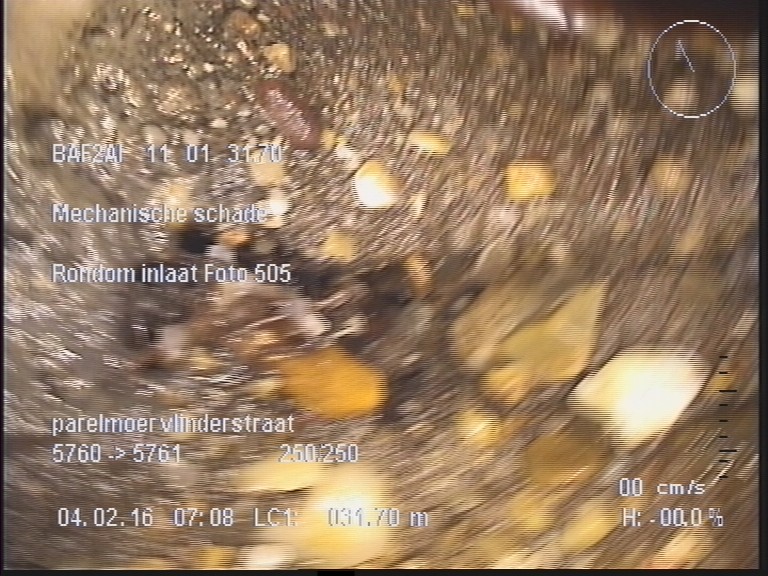 BAF2AI 11 01 31.70
Mechanische schade
Rondom inlaat Foto 505
parelmoervlinderstraat
5760 -> 5761 250/250
00 cm/s
04.02.16 07:08 LC1: 031.70 m H: -00.0 %